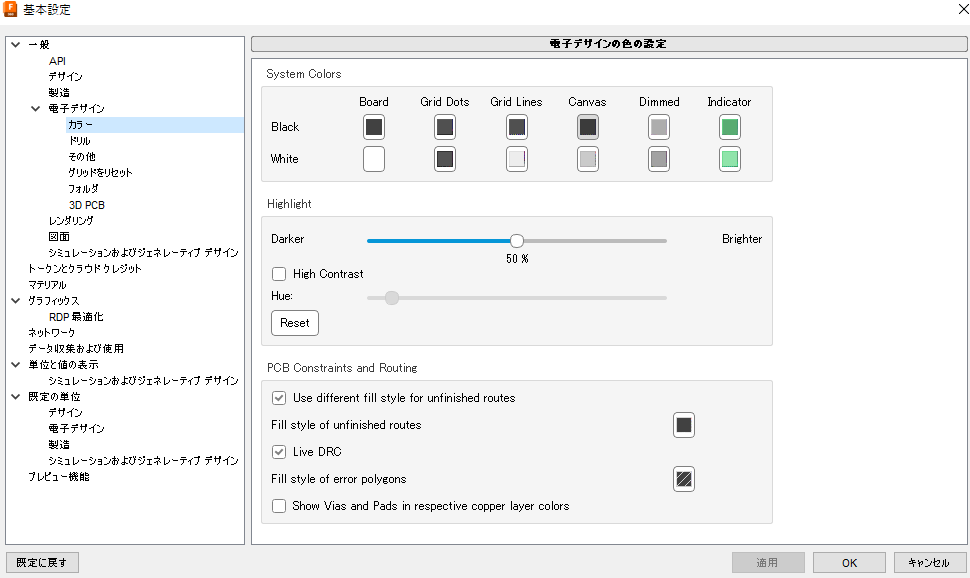 基本設定
一般
API
デザイン
製造
電子デザイン
カラー
ドリル
その他
グリッドをリセット
フォルダ
3D PCB
レンダリング
図面
シミュレーションおよびジェネレーティブ デザイン
トークンとクラウド クレジット
マテリアル
グラフィックス
RDP 最適化
ネットワーク
データ収集および使用
単位と値の表示
シミュレーションおよびジェネレーティブ デザイン
既定の単位
デザイン
電子デザイン
製造
シミュレーションおよびジェネレーティブ デザイン
プレビュー機能
電子デザインの色の設定
System Colors
Board Grid Dots Grid Lines Canvas Dimmed Indicator
Black
White
Highlight
Darker Brighter
50 %
High Contrast
Hue:
Reset
PCB Constraints and Routing
Use different fill style for unfinished routes
Fill style of unfinished routes
Live DRC
Fill style of error polygons
Show Vias and Pads in respective copper layer colors
既定に戻す 適用 OK キャンセル